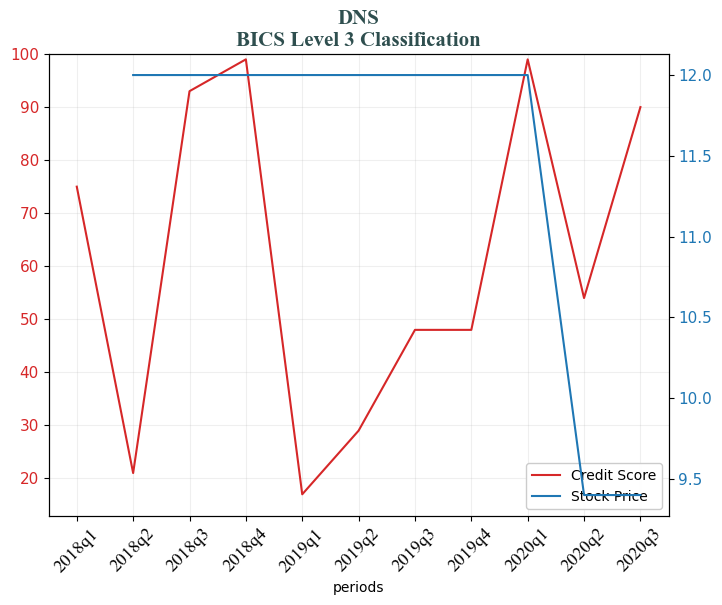 DNS
BICS Level 3 Classification
100
90
80
70
60
50
40
30
20
12.0
11.5
11.0
10.5
10.0
9.5
Credit Score
Stock Price
2018q1
2018q2
2018q3
2018q4
2019q1
2019q2
2019q3
2019q4
2020q1
2020q2
2020q3
periods